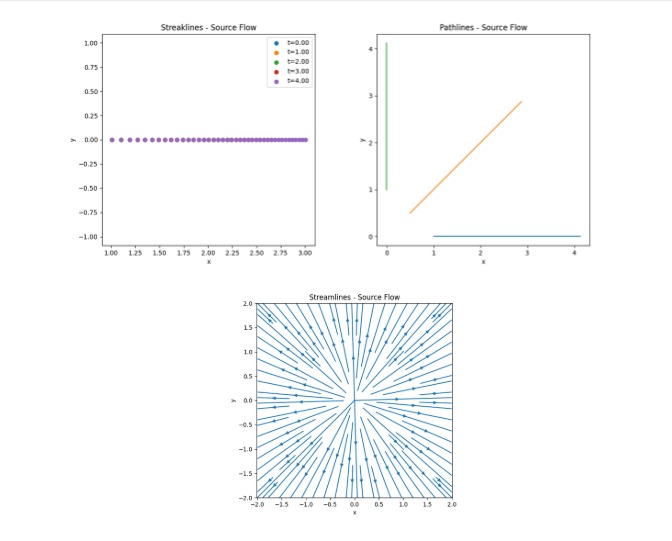 Streaklines - Source Flow
1.00
0.75
0.50
0.25
0.00
−0.25
−0.50
−0.75
−1.00
y
t=0.00
t=1.00
t=2.00
t=3.00
t=4.00
1.00 1.25 1.50 1.75 2.00 2.25 2.50 2.75 3.00
x
Pathlines - Source Flow
4
3
2
1
0
y
0 1 2 3 4
x
Streamlines - Source Flow
2.0
1.5
1.0
0.5
0.0
−0.5
−1.0
−1.5
−2.0
y
−2.0 −1.5 −1.0 −0.5 0.0 0.5 1.0 1.5 2.0
x